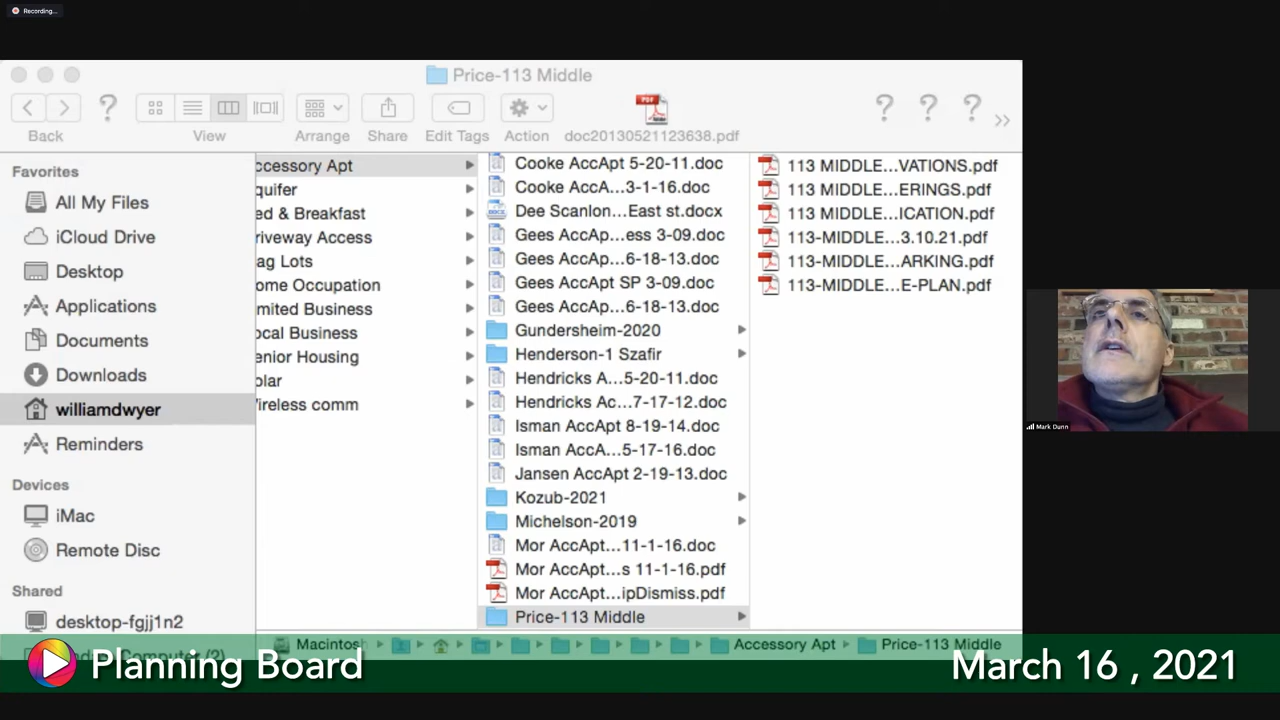 Recording...
Price-113 Middle
Back
View
Arrange
Share
Edit Tags
Action
doc20130521123638.pdf
Favorites
All My Files
iCloud Drive
Desktop
Applications
Documents
Downloads
williamdwyer
Reminders
Devices
iMac
Remote Disc
Shared
desktop-fgjj1n2
ccessory Apt
quifer
ed & Breakfast
riveway Access
ag Lots
ome Occupation
mited Business
ocal Business
enior Housing
olar
ireless comm
Cooke AccApt 5-20-11.doc
Cooke AccA...3-1-16.doc
Dee Scanlon...East st.docx
Gees AccAp...ess 3-09.doc
Gees AccAp...6-18-13.doc
Gees AccApt SP 3-09.doc
Gees AccAp...6-18-13.doc
Gundersheim-2020
Henderson-1 Szafir
Hendricks A...5-20-11.doc
Hendricks Ac...7-17-12.doc
Isman AccApt 8-19-14.doc
Isman AccA...5-17-16.doc
Jansen AccApt 2-19-13.doc
Kozub-2021
Michelson-2019
Mor AccApt...11-1-16.doc
Mor AccApt...s 11-1-16.pdf
Mor AccApt...ipDismiss.pdf
Price-113 Middle
113 MIDDLE...VATIONS.pdf
113 MIDDLE...ERINGS.pdf
113 MIDDLE...ICATION.pdf
113-MIDDLE...3.10.21.pdf
113-MIDDLE...ARKING.pdf
113-MIDDLE...E-PLAN.pdf
Mark Dunn
Macintosh
Accessory Apt
Price-113 Middle
Computer (2)
Planning Board
March 16 , 2021